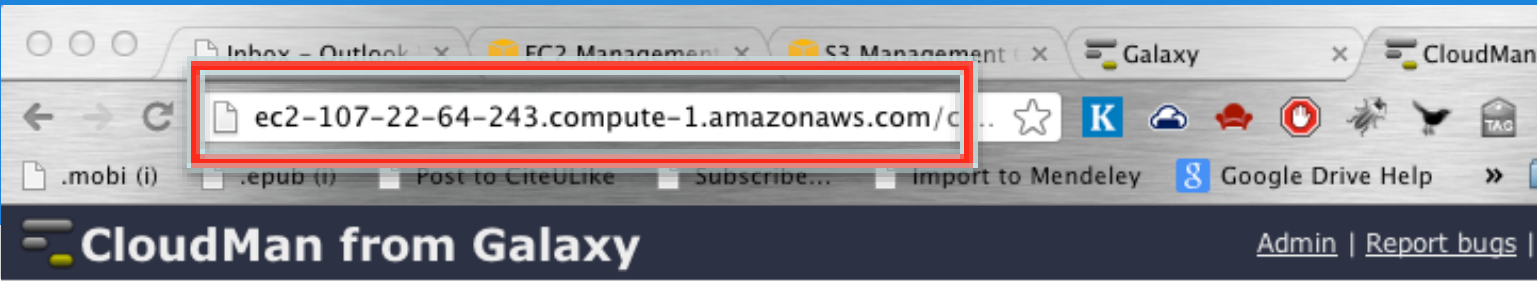 Inbox – Outlook
EC2 Management
S3 Management
Galaxy
CloudMan
ec2-107-22-64-243.compute-1.amazonaws.com/c...
K
TAG
.mobi (i)
.epub (i)
Post to CiteULike
Subscribe...
Import to Mendeley
8 Google Drive Help
»
CloudMan from Galaxy
Admin | Report bugs |